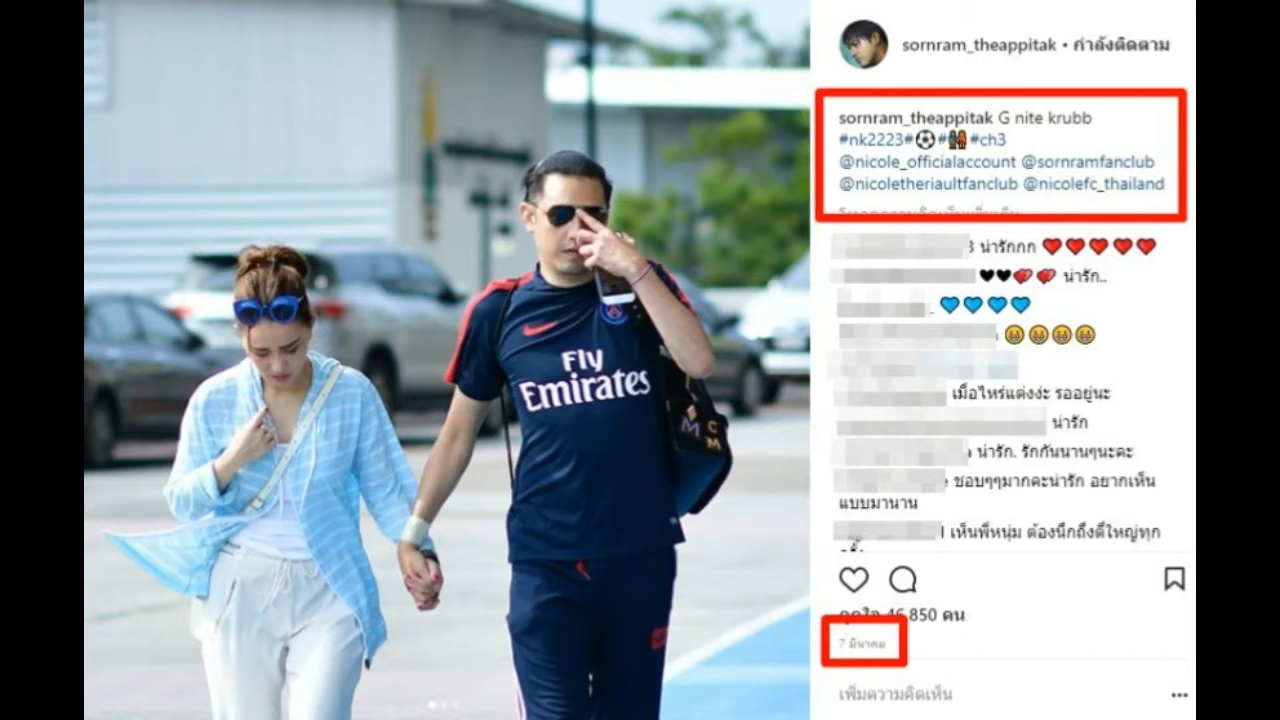 sornram_theappitak • กำลังติดตาม
sornram_theappitak G nite krubb
#nk2223#⚽#👫#ch3
@nicole_officialaccount @sornramfanclub
@nicoletheriaultfanclub @nicolefc_thailand
น่ารักกก ❤❤❤❤❤
🖤🖤💕💕 น่ารัก..
💙💙💙💙
😆😆😆😆
เมื่อไหร่แต่งง่ะ รออยู่นะ
น่ารัก
น่ารัก. รักกันนานๆนะคะ
ชอบๆๆมากคะน่ารัก อยากเห็น
แบบมานาน
เห็นพี่หนุ่ม ต้องนึกถึงตี๋ใหญ่ทุก
ถูกใจ 46,850 คน
7 มีนาคม
เพิ่มความคิดเห็น
Fly
Emirates
M C
M